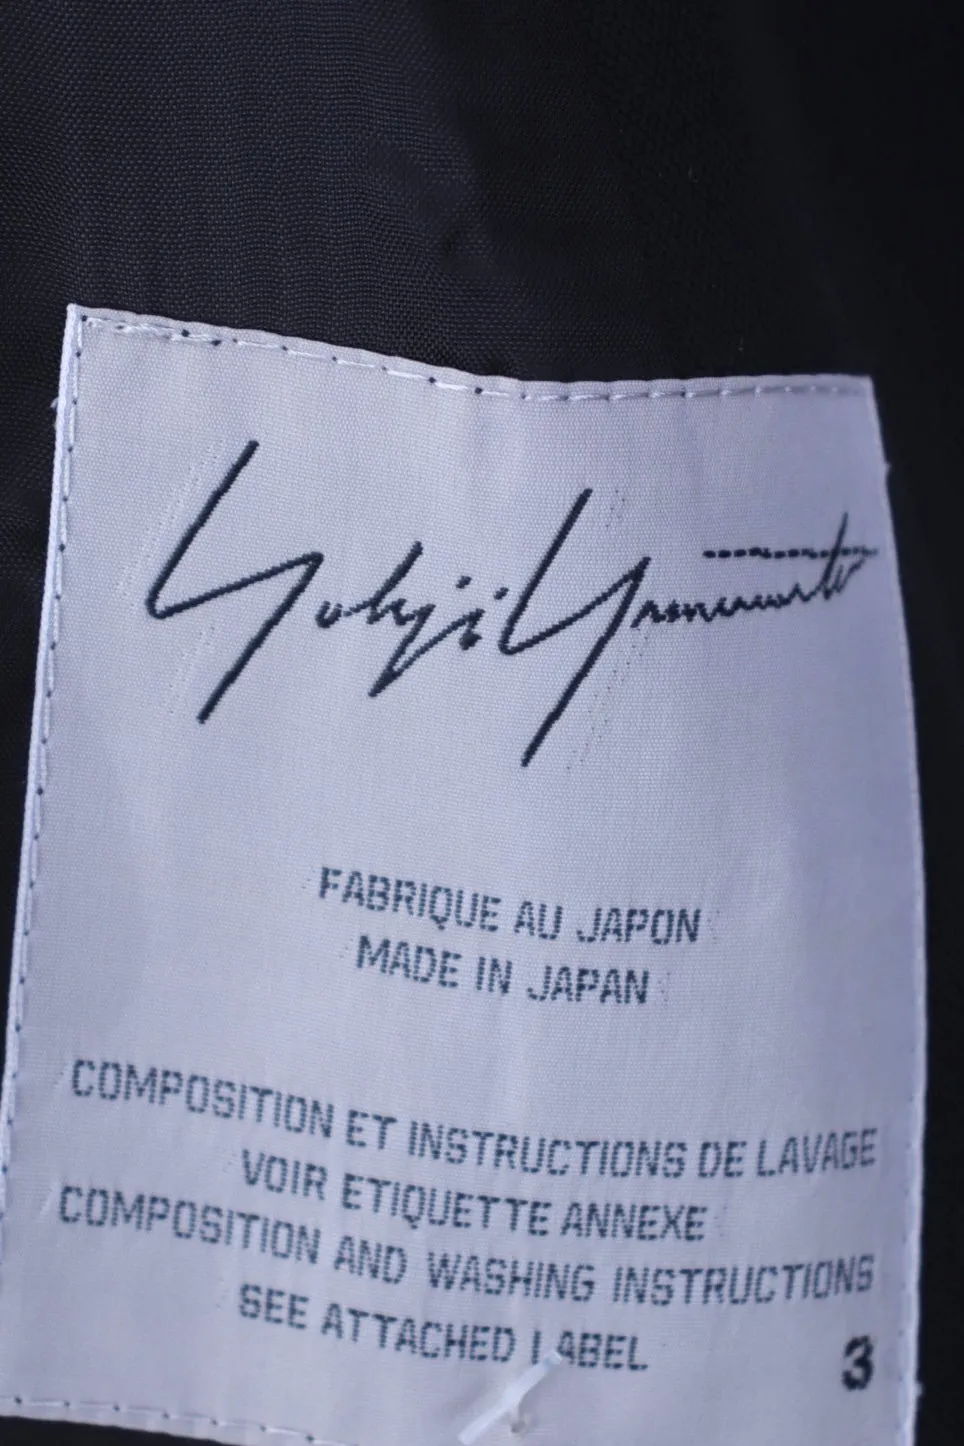 Yohji Yamamoto
FABRIQUE AU JAPON
MADE IN JAPAN
COMPOSITION ET INSTRUCTIONS DE LAVAGE
VOIR ETIQUETTE ANNEXE
COMPOSITION AND WASHING INSTRUCTIONS
SEE ATTACHED LABEL
3